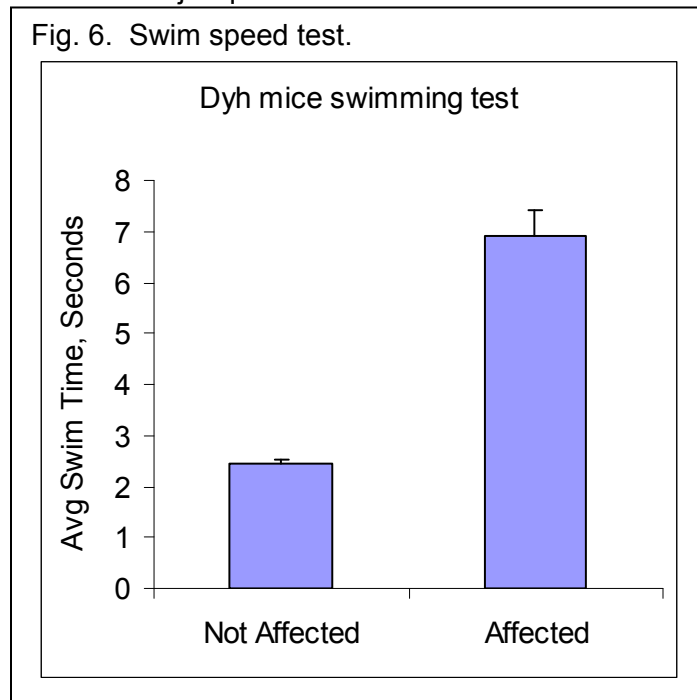 Fig. 6. Swim speed test.
Dyh mice swimming test
Avg Swim Time, Seconds
8
7
6
5
4
3
2
1
0
Not Affected Affected